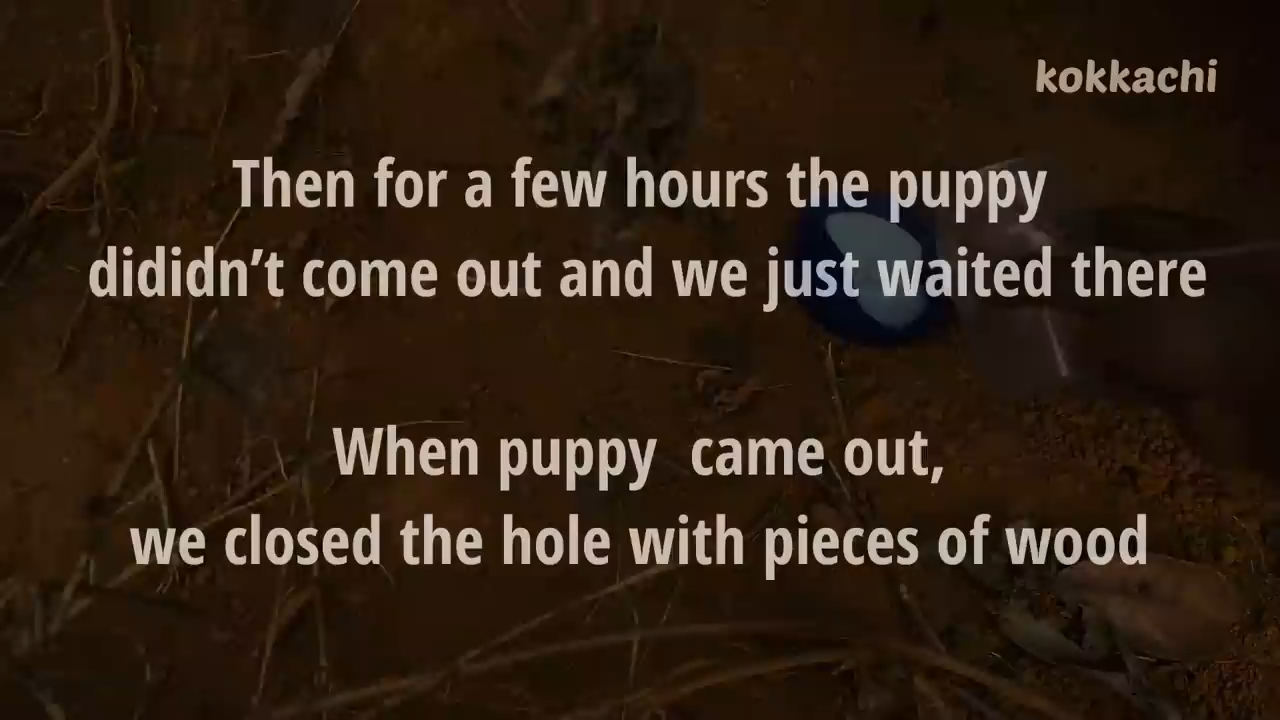 kokkachi
Then for a few hours the puppy
dididn’t come out and we just waited there
When puppy  came out,
we closed the hole with pieces of wood